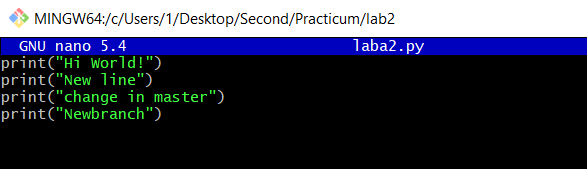 MINGW64:/c/Users/1/Desktop/Second/Practicum/lab2
GNU nano 5.4 laba2.py
print("Hi World!")
print("New line")
print("change in master")
print("Newbranch")